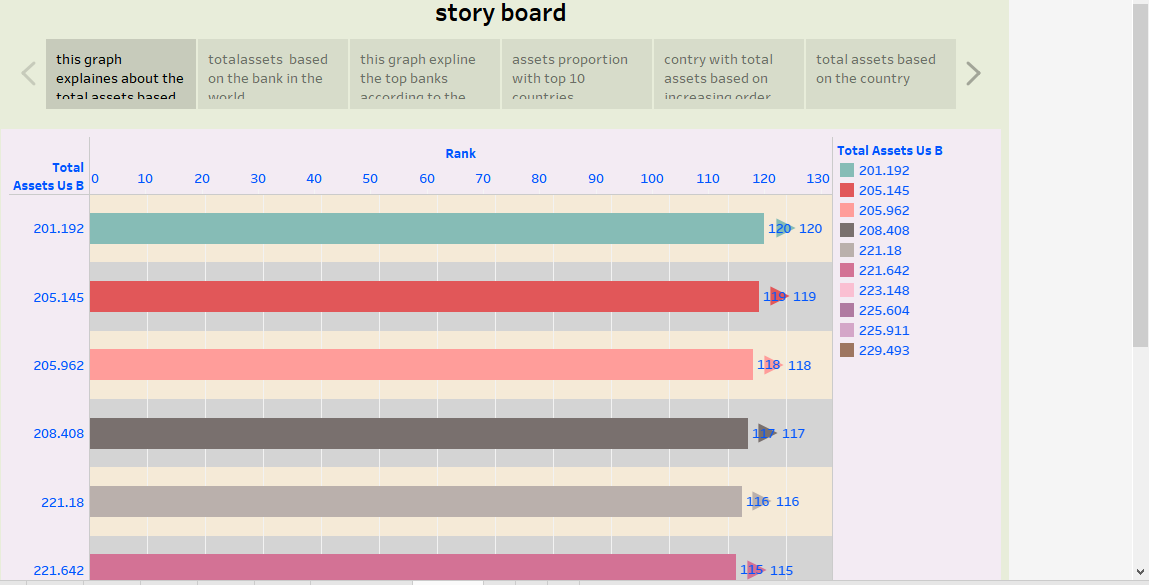 story board
this graph
explaines about the
total assets based
totalassets based
on the bank in the
world
this graph expline
the top banks
according to the
assets proportion
with top 10
countries
contry with total
assets based on
increasing order
total assets based
on the country
Rank
Total
Assets Us B
0 10 20 30 40 50 60 70 80 90 100 110 120 130
201.192 120 120
205.145 119 119
205.962 118 118
208.408 117 117
221.18 116 116
221.642 115 115
Total Assets Us B
201.192
205.145
205.962
208.408
221.18
221.642
223.148
225.604
225.911
229.493